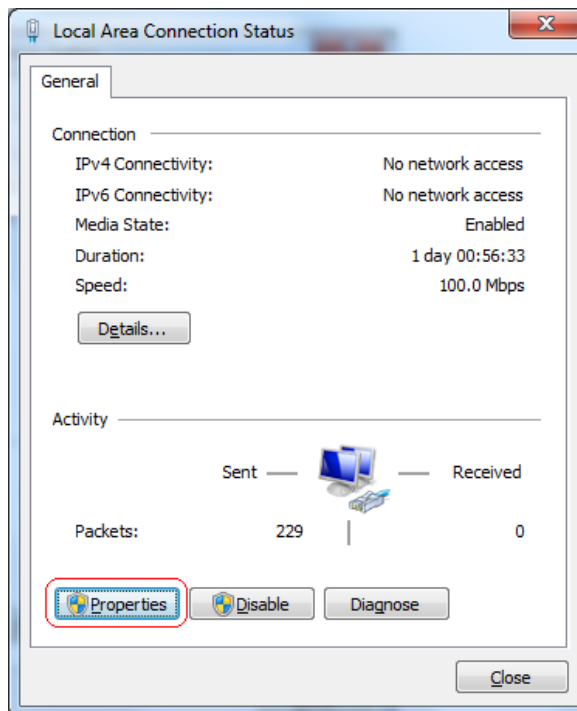 Local Area Connection Status
General
Connection
IPv4 Connectivity: No network access
IPv6 Connectivity: No network access
Media State: Enabled
Duration: 1 day 00:56:33
Speed: 100.0 Mbps
Details...
Activity
Sent Received
Packets: 229 0
Properties Disable Diagnose
Close